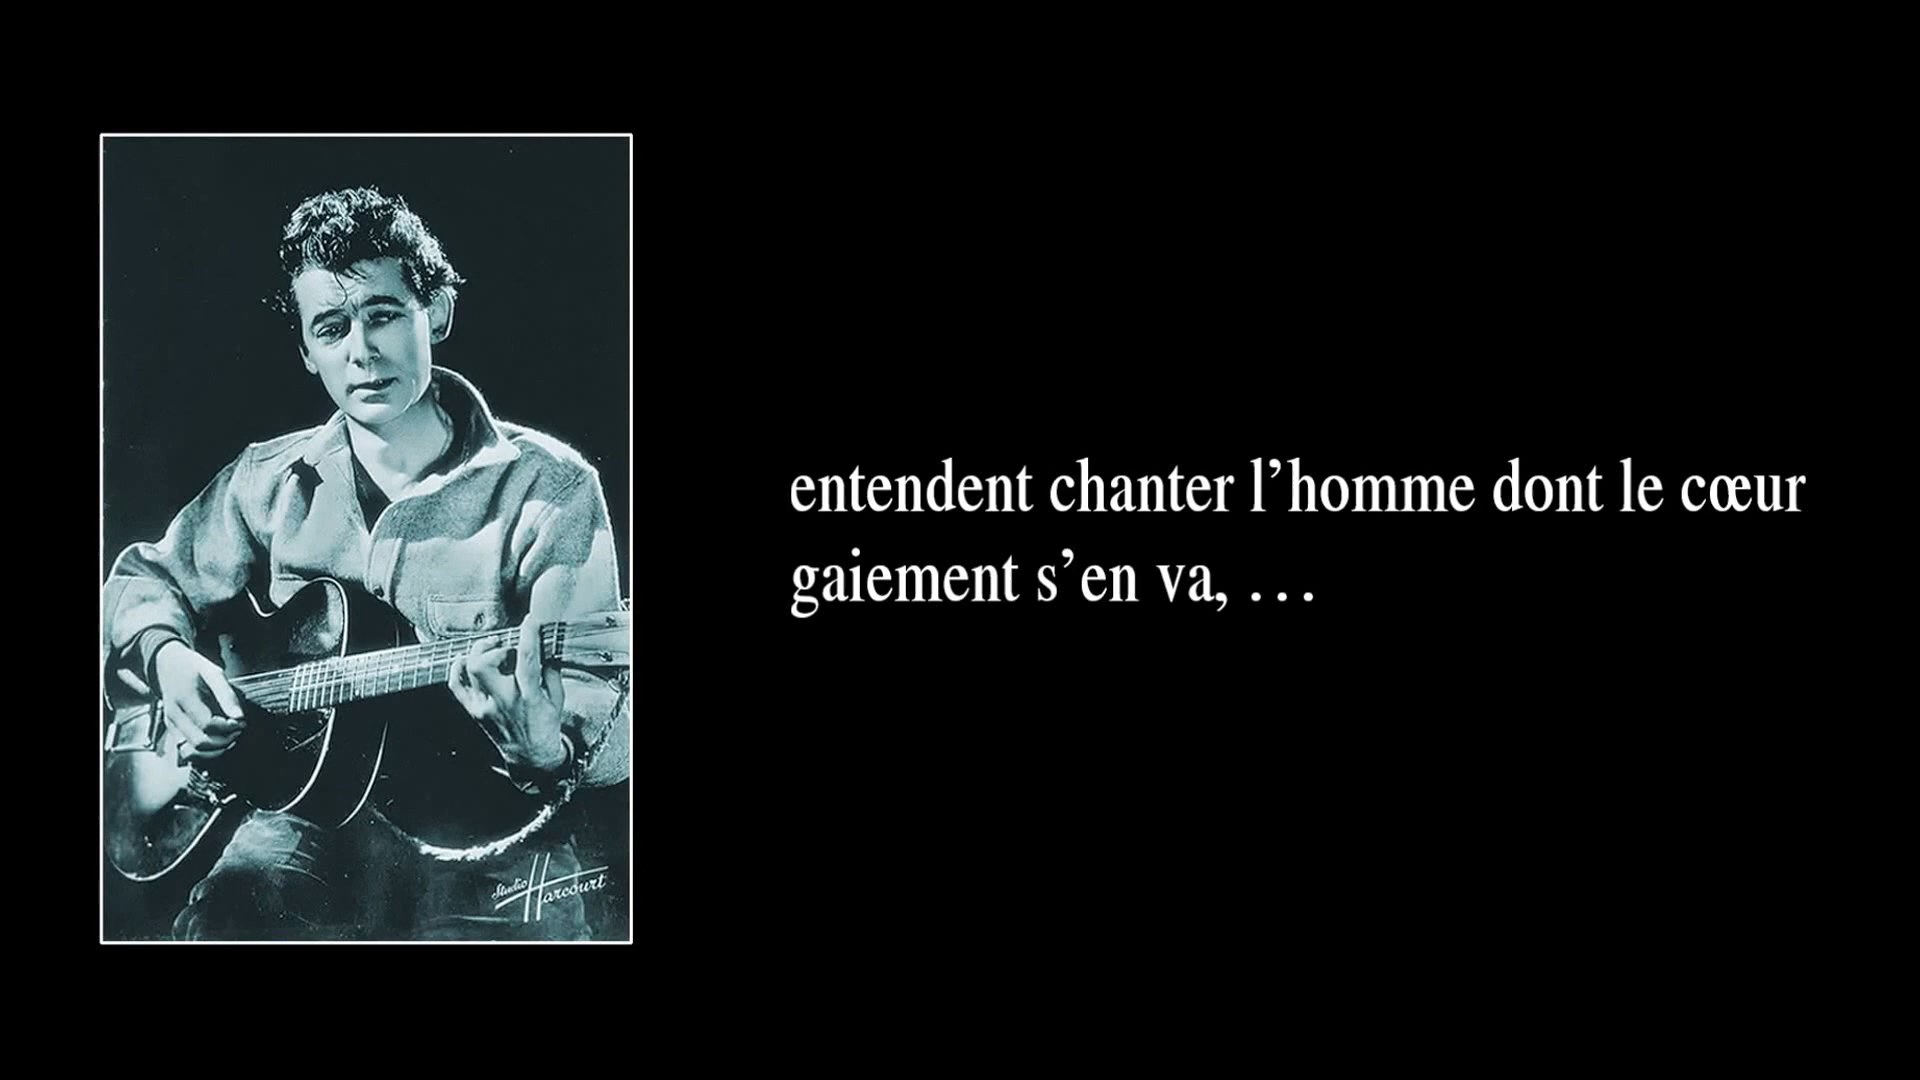 entendent chanter l’homme dont le cœur
gaiement s’en va, …
Studio Harcourt